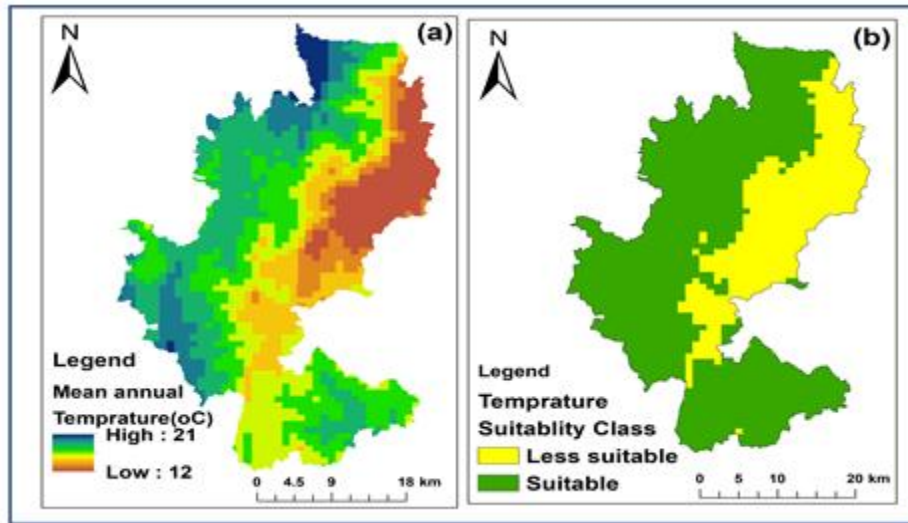 N
(a)
Legend
Mean annual
Temprature(oC)
High : 21
Low : 12
0 4.5 9 18 km
N
(b)
Legend
Temprature
Suitablity Class
Less suitable
Suitable
0 5 10 20 km